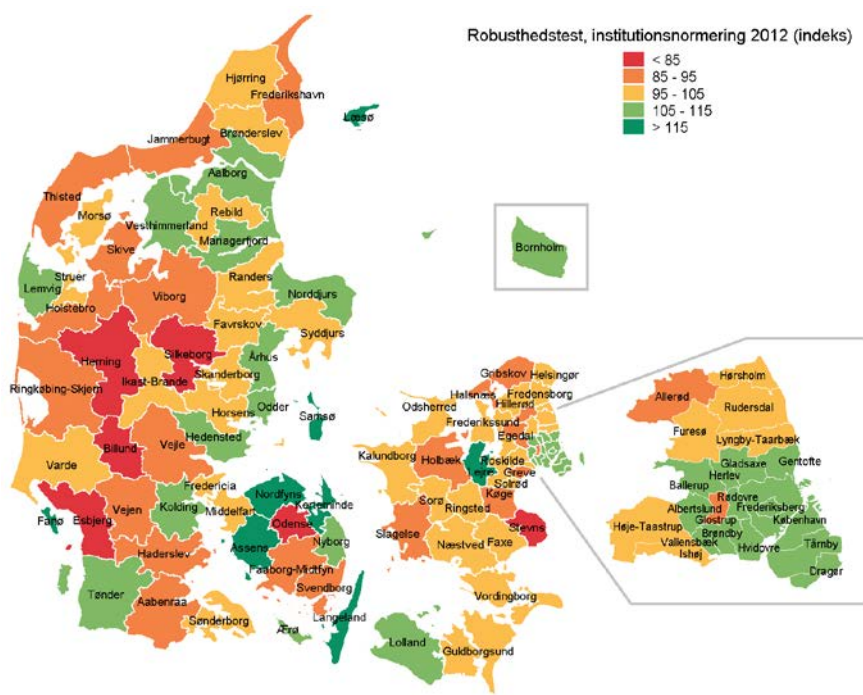 Robusthedstest, institutionsnormering 2012 (indeks)
< 85
85 - 95
95 - 105
105 - 115
> 115
Hjørring
Frederikshavn
Læsø
Brønderslev
Jammerbugt
Aalborg
Thisted
Rebild
Morsø
Vesthimmerland
Mariagerfjord
Skive
Struer
Lemvig
Randers
Norddjurs
Holstebro
Viborg
Favrskov
Syddjurs
Silkeborg
Århus
Herning
Skanderborg
Ikast-Brande
Ringkøbing-Skjern
Odder
Horsens
Samsø
Hedensted
Billund
Vejle
Varde
Fredericia
Nordfyns
Kerteminde
Middelfart
Vejen
Kolding
Fanø
Esbjerg
Odense
Nyborg
Assens
Haderslev
Faaborg-Midtfyn
Svendborg
Tønder
Aabenraa
Langeland
Sønderborg
Ærø
Bornholm
Gribskov
Helsingør
Halsnæs
Fredensborg
Hillerød
Odsherred
Frederikssund
Egedal
Kalundborg
Holbæk
Lejre
Roskilde
Greve
Solrød
Sorø
Køge
Ringsted
Slagelse
Stevns
Næstved
Faxe
Vordingborg
Lolland
Guldborgsund
Hørsholm
Allerød
Rudersdal
Furesø
Lyngby-Taarbæk
Gladsaxe
Gentofte
Herlev
Ballerup
Rødovre
Albertslund
Frederiksberg
Glostrup
København
Høje-Taastrup
Brøndby
Vallensbæk
Hvidovre
Tårnby
Ishøj
Dragør